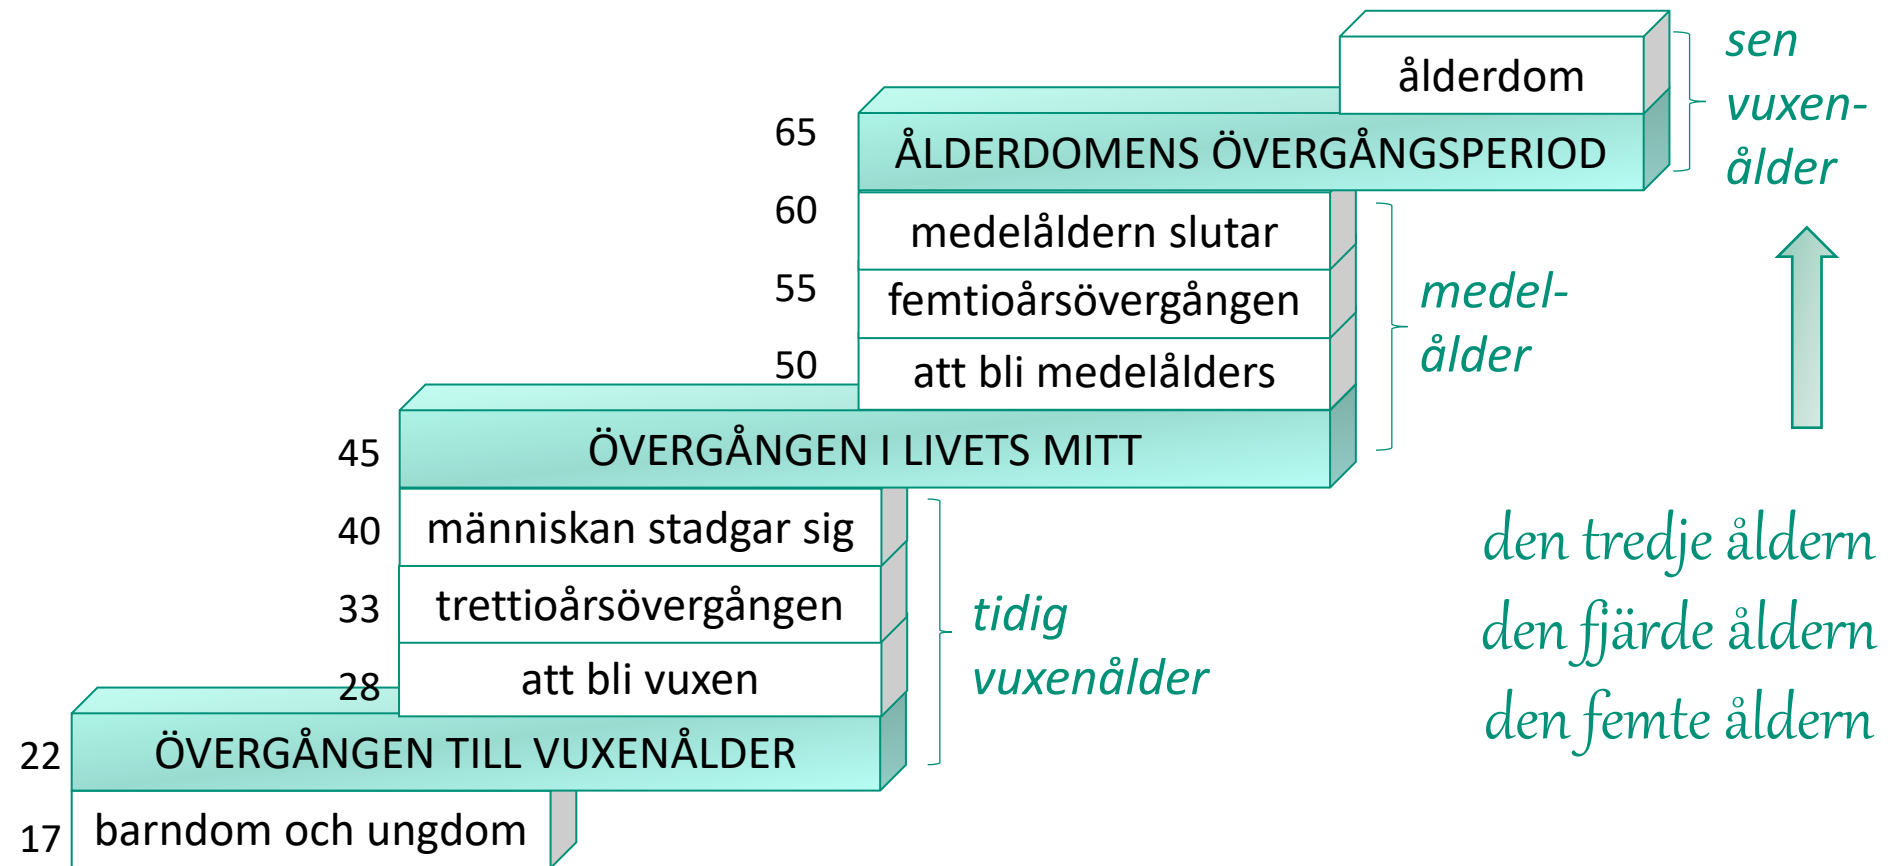 ålderdom
sen
vuxen-
ålder
65
ÅLDERDOMENS ÖVERGÅNGSPERIOD
60
medelåldern slutar
55
femtioårsövergången
50
att bli medelålders
medel-
ålder
45
ÖVERGÅNGEN I LIVETS MITT
40
människan stadgar sig
33
trettioårsövergången
28
att bli vuxen
tidig
vuxenålder
22
ÖVERGÅNGEN TILL VUXENÅLDER
17
barndom och ungdom
den tredje åldern
den fjärde åldern
den femte åldern